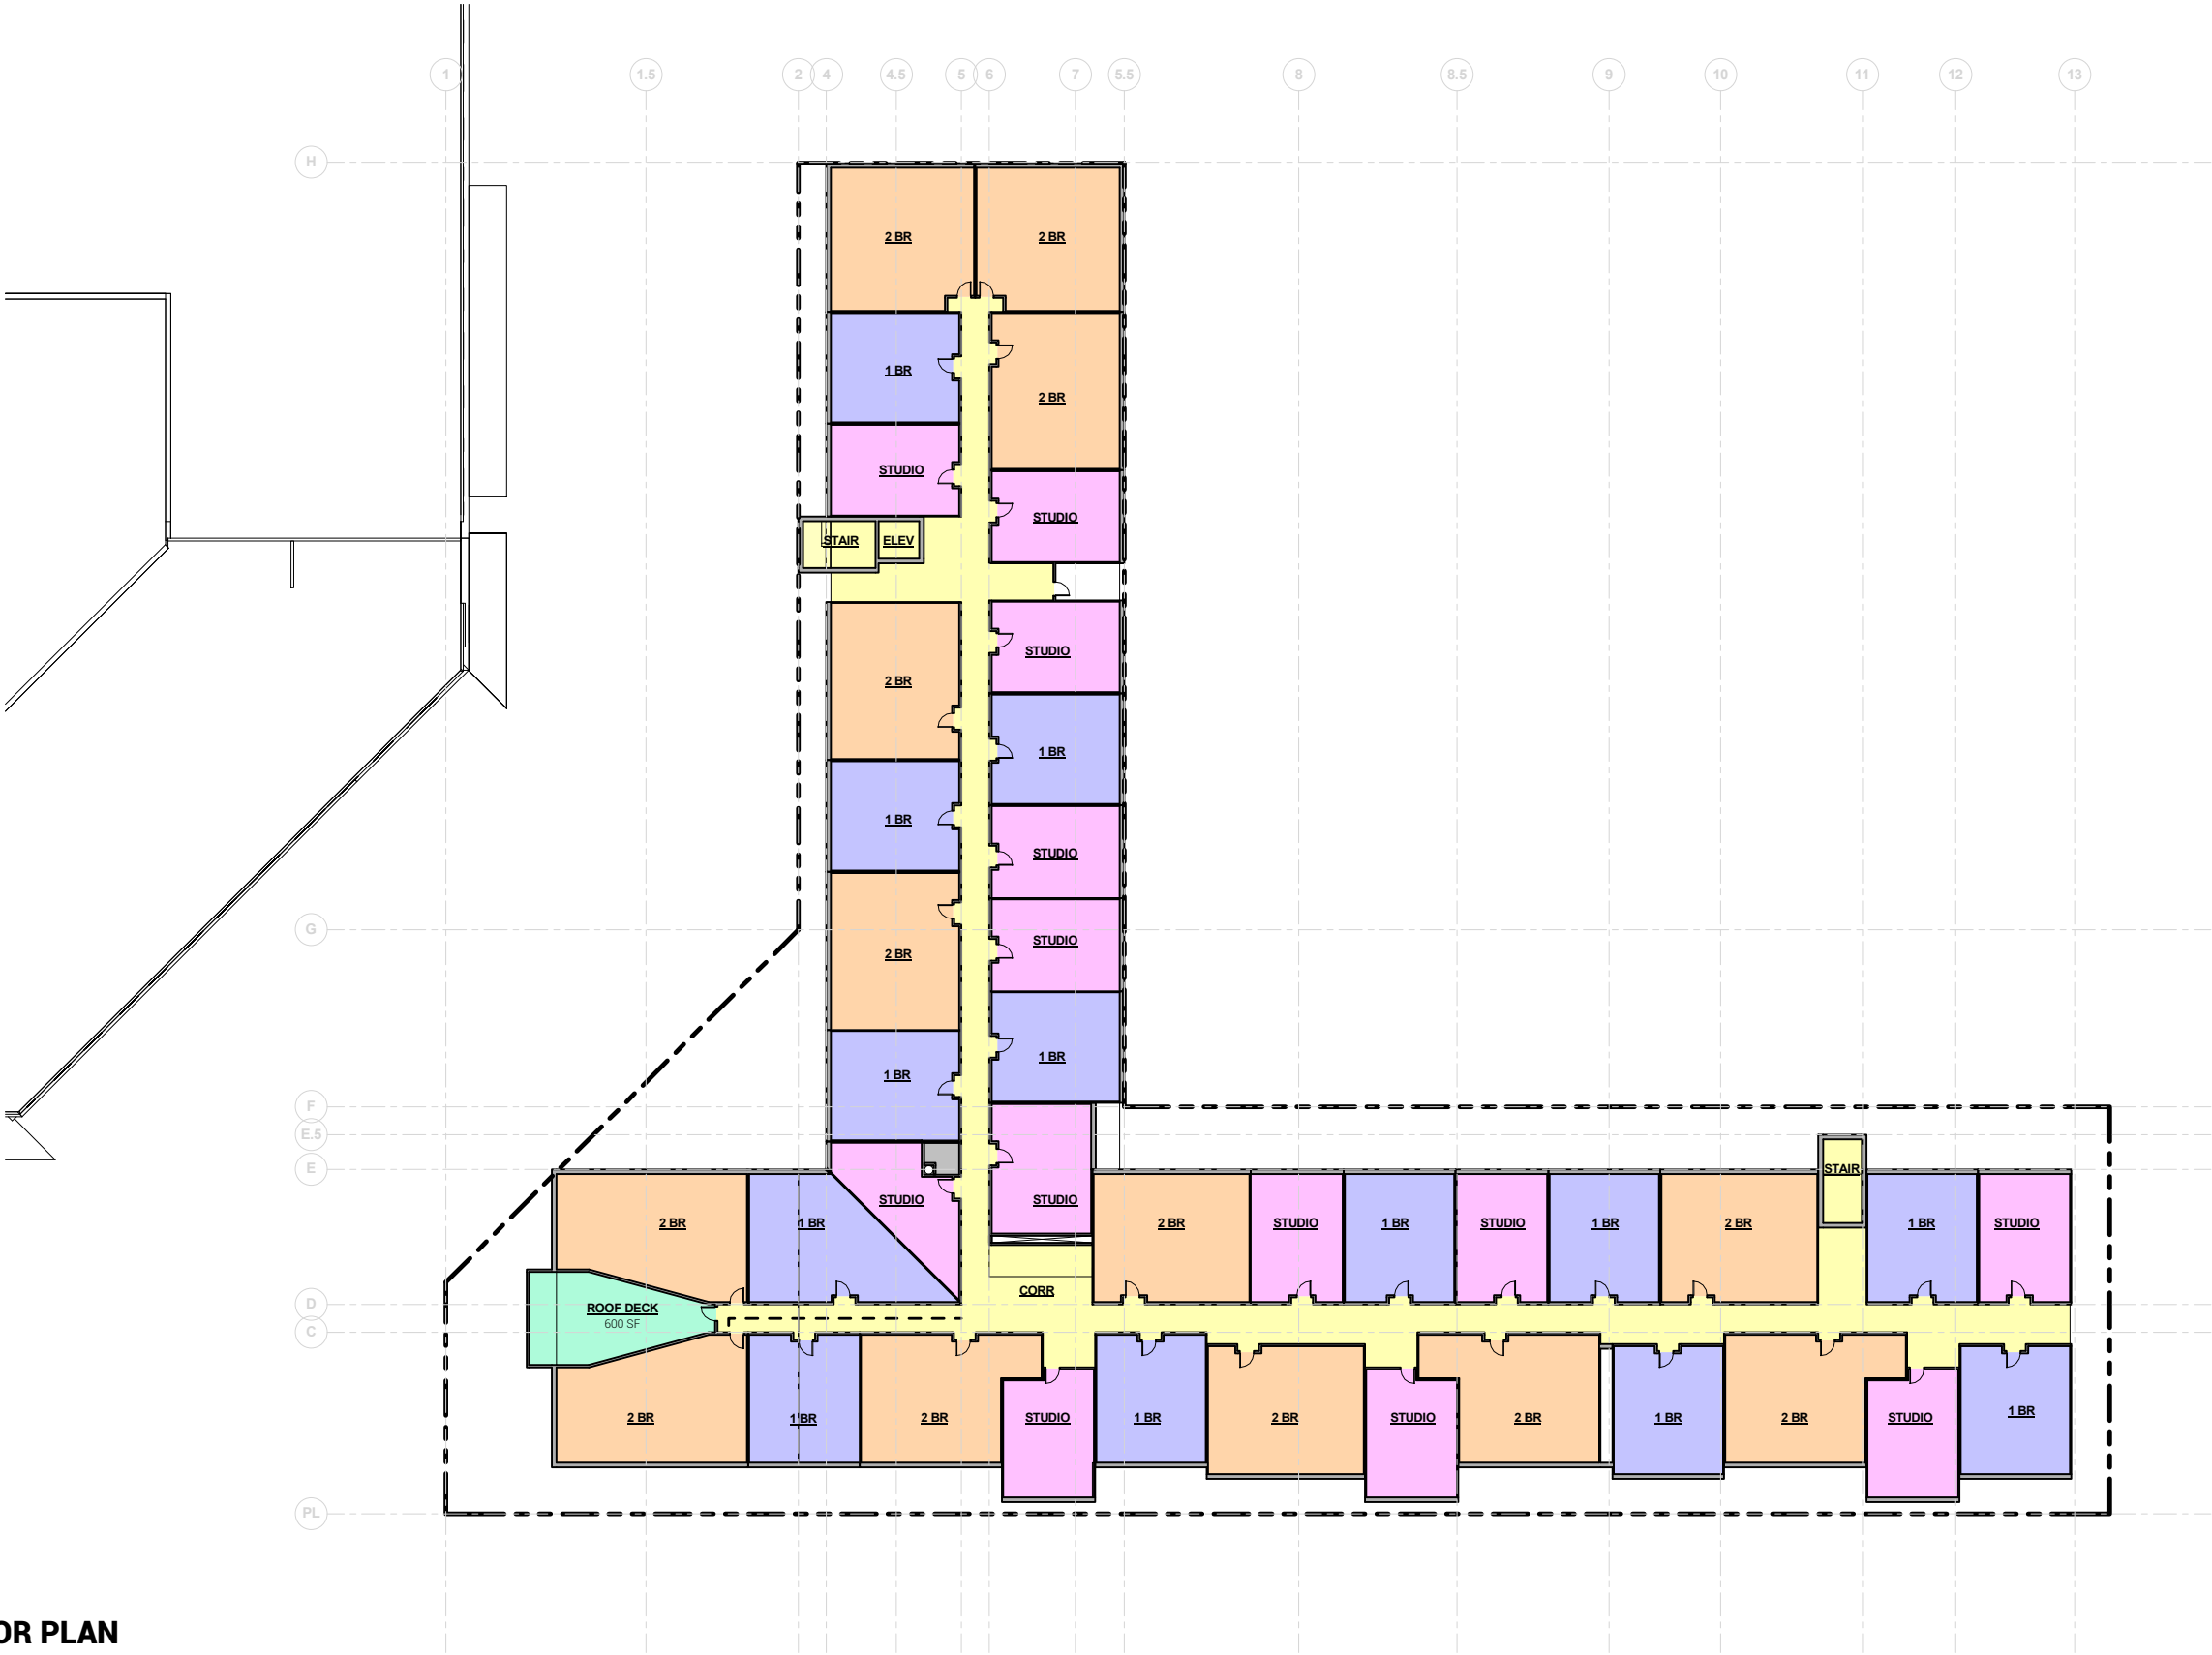 1 1.5 2 4 4.5 5 6 7 5.5 8 8.5 9 10 11 12 13
H
2 BR 2 BR
1 BR
2 BR
STUDIO
STUDIO
STAIR ELEV
STUDIO
2 BR
1 BR
1 BR
STUDIO
G
STUDIO
2 BR
1 BR
1 BR
F
E.5
E
STAIR
STUDIO STUDIO
2 BR 1 BR 2 BR STUDIO 1 BR STUDIO 1 BR 2 BR 1 BR STUDIO
CORR
D
ROOF DECK
600 SF
C
2 BR 1 BR 2 BR STUDIO 1 BR 2 BR STUDIO 2 BR 1 BR 2 BR STUDIO 1 BR
PL
OR PLAN